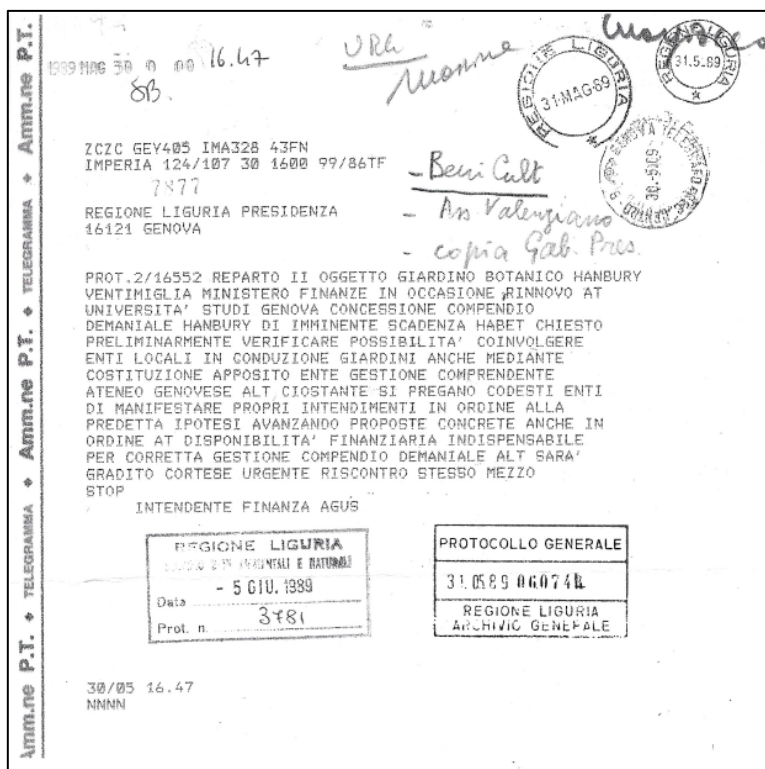 1989 MAG 30 0 00 16.47
URG
31.5.89
REGIONE LIGURIA
31·MAG·89
ZCZC GEY405 IMA328 43FN
IMPERIA 124/107 30 1600 99/86TF
7877
- Beni Cult
- Ass Valenziano
- copia Gab. Pres.
REGIONE LIGURIA PRESIDENZA
16121 GENOVA
PROT.2/16552 REPARTO II OGGETTO GIARDINO BOTANICO HANBURY
VENTIMIGLIA MINISTERO FINANZE IN OCCASIONE RINNOVO AT
UNIVERSITA' STUDI GENOVA CONCESSIONE COMPENDIO
DEMANIALE HANBURY DI IMMINENTE SCADENZA HABET CHIESTO
PRELIMINARMENTE VERIFICARE POSSIBILITA' COINVOLGERE
ENTI LOCALI IN CONDUZIONE GIARDINI ANCHE MEDIANTE
COSTITUZIONE APPOSITO ENTE GESTIONE COMPRENDENTE
ATENEO GENOVESE ALT CIOSTANTE SI PREGANO CODESTI ENTI
DI MANIFESTARE PROPRI INTENDIMENTI IN ORDINE ALLA
PREDETTA IPOTESI AVANZANDO PROPOSTE CONCRETE ANCHE IN
ORDINE AT DISPONIBILITA' FINANZIARIA INDISPENSABILE
PER CORRETTA GESTIONE COMPENDIO DEMANIALE ALT SARA'
GRADITO CORTESE URGENTE RISCONTRO STESSO MEZZO
STOP
INTENDENTE FINANZA AGUS
REGIONE LIGURIA
- 5 GIU. 1989
Data
Prot. n. 3781
PROTOCOLLO GENERALE
31.05.89 06074
REGIONE LIGURIA
ARCHIVIO GENERALE
30/05 16.47
NNNN
Amm.ne P.T. TELEGRAMMA Amm.ne P.T. TELEGRAMMA Amm.ne P.T. TELEGRAMMA Amm.ne P.T.